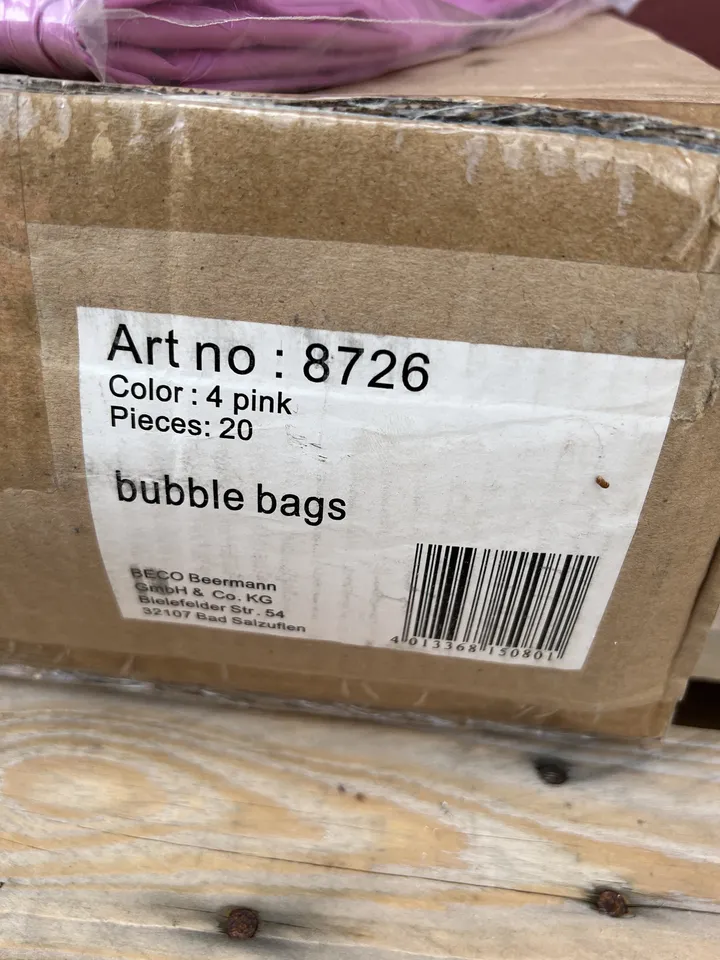 Art no : 8726
Color : 4 pink
Pieces: 20
bubble bags
BECO Beermann
GmbH & Co. KG
Bielefelder Str. 54
32107 Bad Salzuflen
4 013368 150801